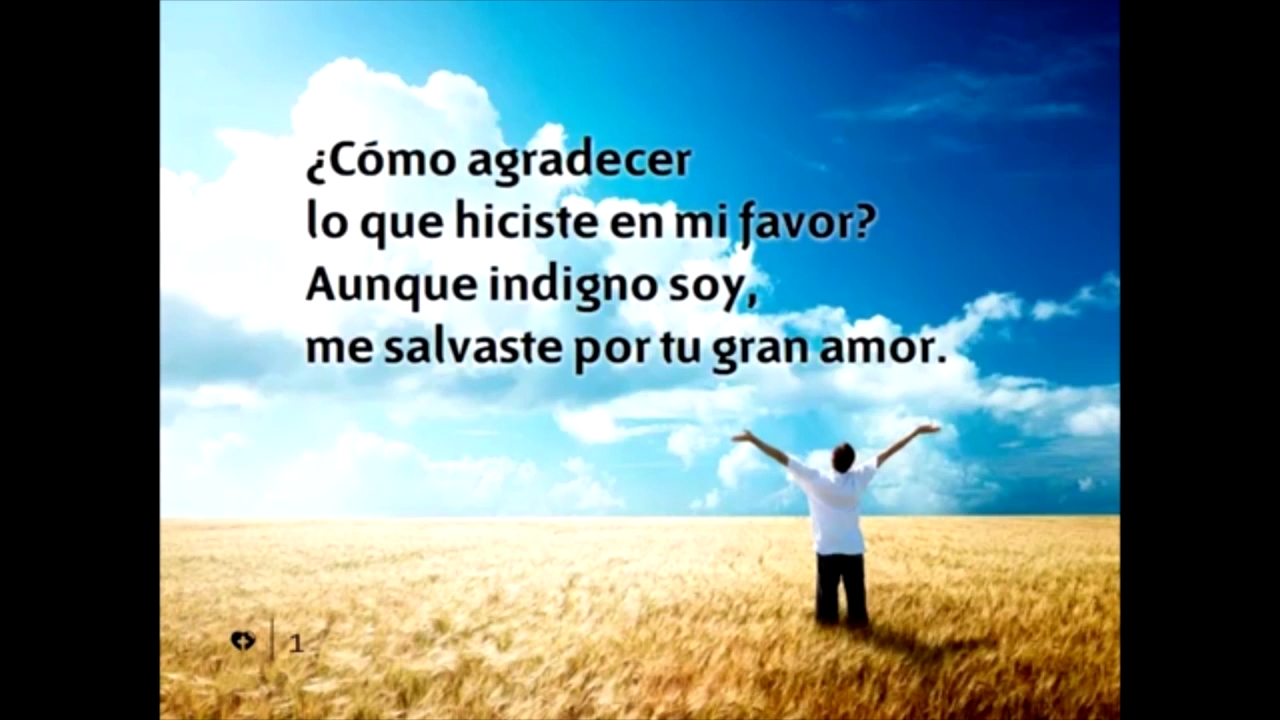 ¿Cómo agradecer
lo que hiciste en mi favor?
Aunque indigno soy,
me salvaste por tu gran amor.
1